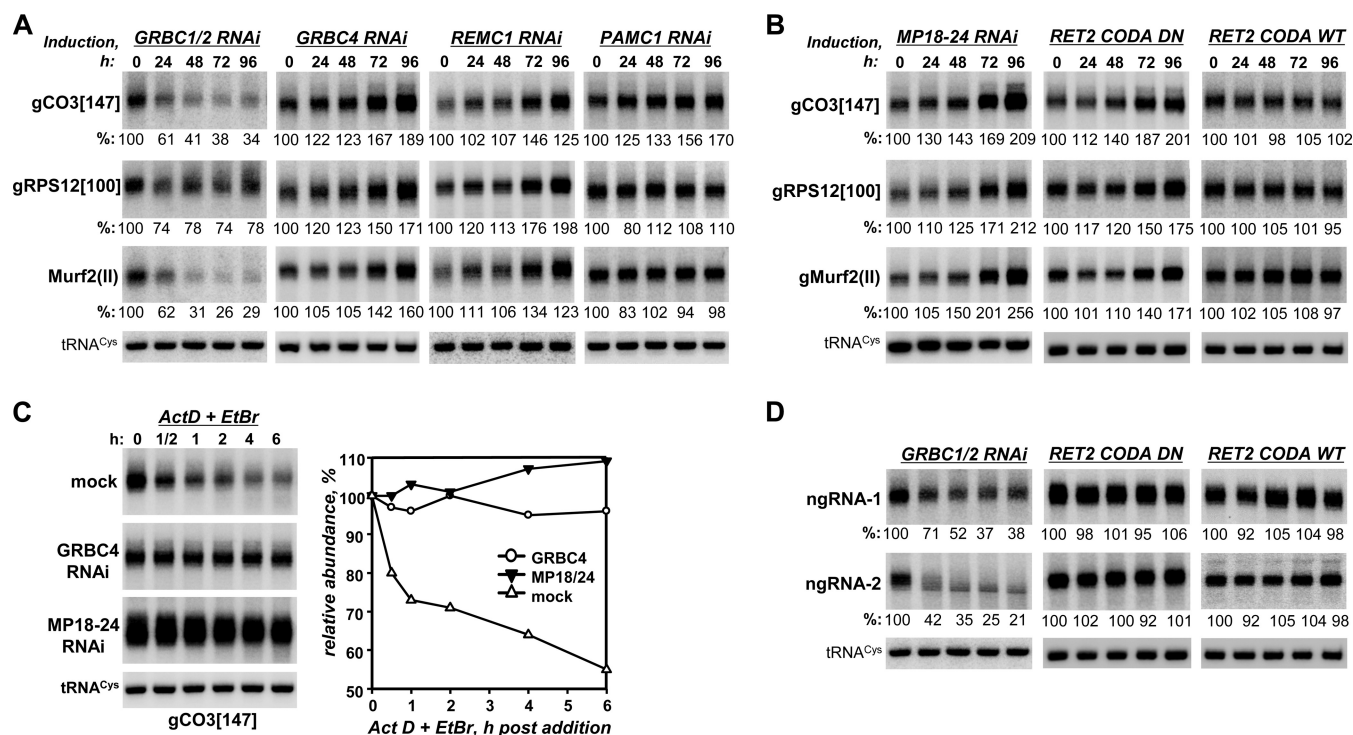 A
Induction, h:
GRBC1/2 RNAi GRBC4 RNAi REMC1 RNAi PAMC1 RNAi
0 24 48 72 96 0 24 48 72 96 0 24 48 72 96 0 24 48 72 96
gCO3[147]
%: 100 61 41 38 34 100 122 123 167 189 100 102 107 146 125 100 125 133 156 170
gRPS12[100]
%: 100 74 78 74 78 100 120 123 150 171 100 120 113 176 198 100 80 112 108 110
Murf2(II)
%: 100 62 31 26 29 100 105 105 142 160 100 111 106 134 123 100 83 102 94 98
tRNACys
B
Induction, h:
MP18-24 RNAi RET2 CODA DN RET2 CODA WT
0 24 48 72 96 0 24 48 72 96 0 24 48 72 96
gCO3[147]
%: 100 130 143 169 209 100 112 140 187 201 100 101 98 105 102
gRPS12[100]
%: 100 110 125 171 212 100 117 120 150 175 100 100 105 101 95
gMurf2(II)
%: 100 105 150 201 256 100 101 110 140 171 100 102 105 108 97
tRNACys
C
ActD + EtBr
h: 0 1/2 1 2 4 6
mock
GRBC4
RNAi
MP18-24
RNAi
tRNACys
gCO3[147]
relative abundance, %
110
100
90
80
70
60
50
GRBC4
MP18/24
mock
0 1 2 3 4 5 6
Act D + EtBr, h post addition
D
GRBC1/2 RNAi RET2 CODA DN RET2 CODA WT
ngRNA-1
%: 100 71 52 37 38 100 98 101 95 106 100 92 105 104 98
ngRNA-2
%: 100 42 35 25 21 100 102 100 92 101 100 92 105 104 98
tRNACys